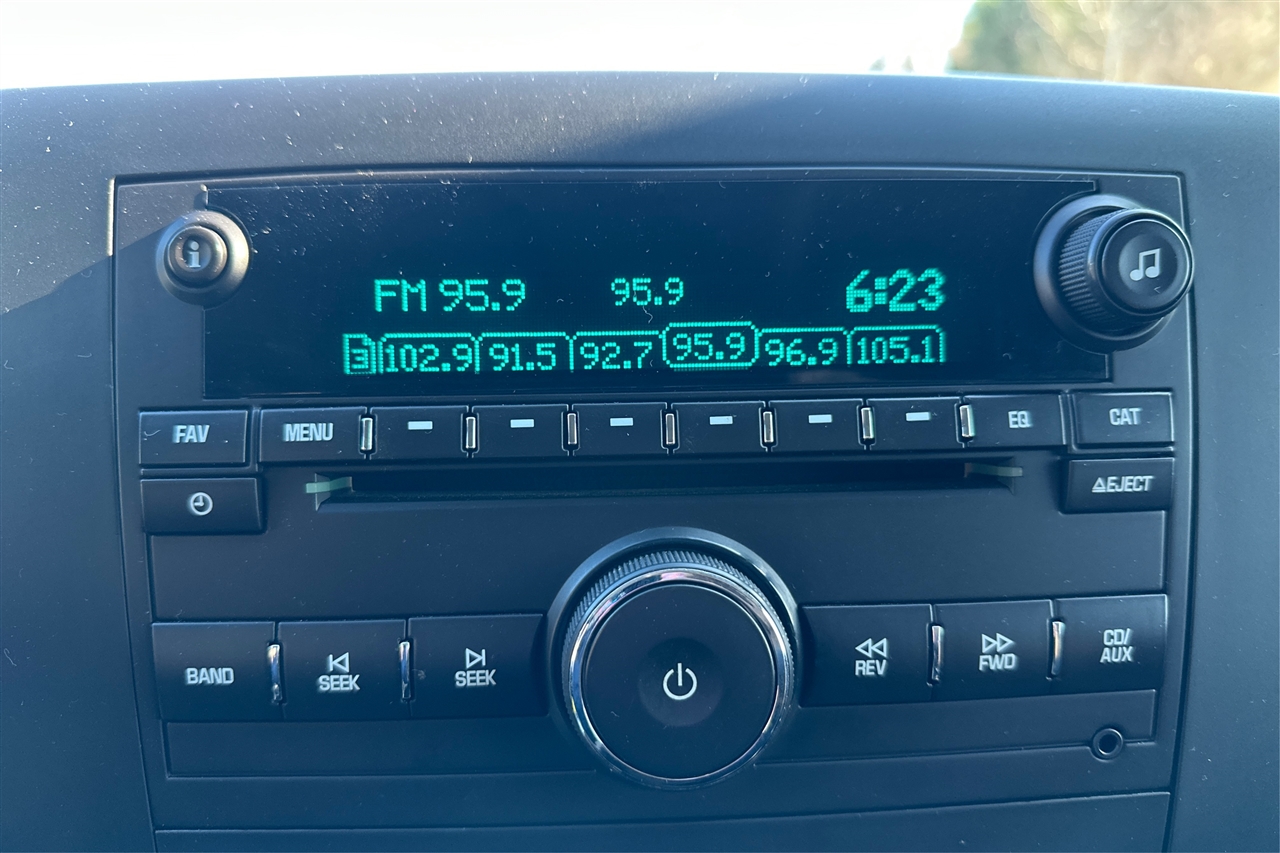 i
FM 95.9 95.9 6:23
3 102.9 91.5 92.7 95.9 96.9 105.1
FAV MENU EQ CAT
EJECT
BAND SEEK SEEK REV FWD CD/
AUX